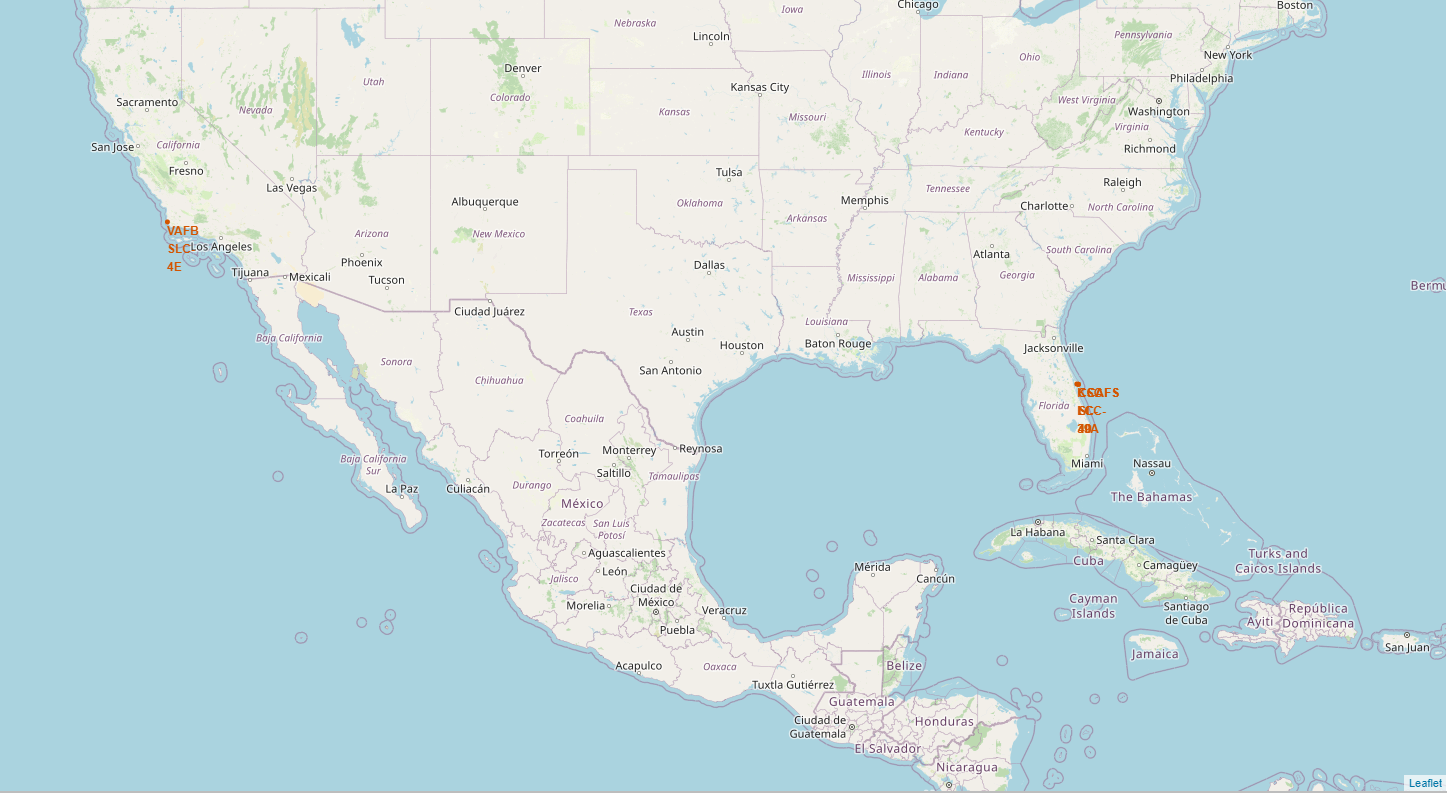 Chicago
Iowa
Boston
Nebraska
Lincoln
Pennsylvania
New York
Ohio
Denver
Utah
Illinois
Indiana
Philadelphia
Kansas City
Colorado
Sacramento
Nevada
Kansas
Missouri
West Virginia
Washington
Virginia
Kentucky
San Jose
California
Richmond
Fresno
Las Vegas
Tulsa
Tennessee
Raleigh
Albuquerque
Oklahoma
Memphis
Charlotte
North Carolina
Arkansas
VAFB
SLC-
4E
Los Angeles
Arizona
New Mexico
South Carolina
Atlanta
Phoenix
Dallas
Georgia
Tijuana
Mexicali
Tucson
Mississippi
Alabama
Bermu
Ciudad Juárez
Texas
Louisiana
Austin
Baja California
Houston
Baton Rouge
Jacksonville
Sonora
San Antonio
Chihuahua
Florida
Coahuila
Monterrey
Reynosa
Torreón
Baja California
Sur
Saltillo
Tamaulipas
Miami
Nassau
La Paz
Culiacán
Durango
México
The Bahamas
Zacatecas
San Luis
Potosí
La Habana
Santa Clara
Aguascalientes
Cuba
Camagüey
Turks and
Caicos Islands
Jalisco
León
Mérida
Cancún
Ciudad de
México
Morelia
Veracruz
Cayman
Islands
Santiago
de Cuba
Ayiti
República
Dominicana
Puebla
San Juan
Acapulco
Oaxaca
Belize
Jamaica
Tuxtla Gutiérrez
Guatemala
Ciudad de
Guatemala
Honduras
El Salvador
Nicaragua
Leaflet